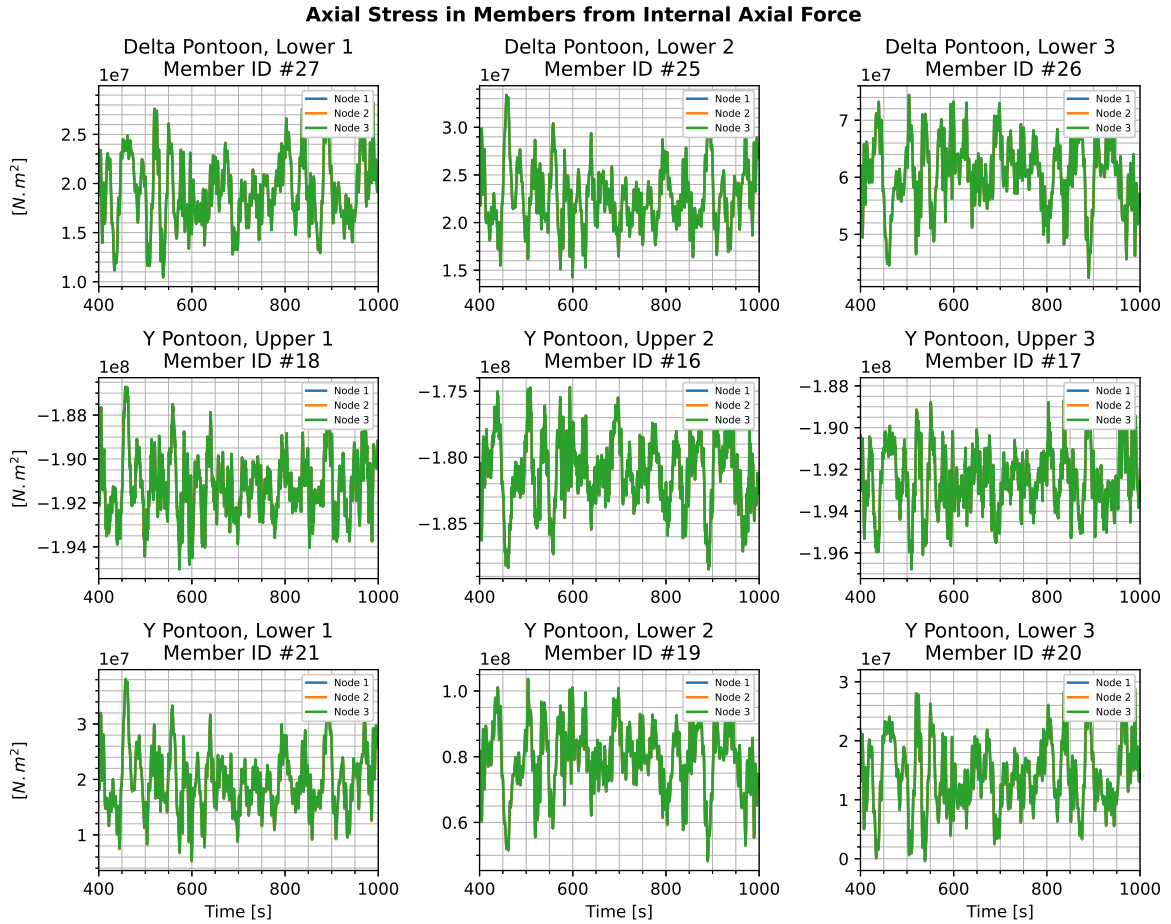 Axial Stress in Members from Internal Axial Force
Delta Pontoon, Lower 1
Member ID #27
1e7
Node 1
Node 2
Node 3
2.5
2.0
1.5
1.0
[N. m²]
400 600 800 1000
Delta Pontoon, Lower 2
Member ID #25
1e7
Node 1
Node 2
Node 3
3.0
2.5
2.0
1.5
400 600 800 1000
Delta Pontoon, Lower 3
Member ID #26
1e7
Node 1
Node 2
Node 3
7
6
5
400 600 800 1000
Y Pontoon, Upper 1
Member ID #18
1e8
Node 1
Node 2
Node 3
−1.88
−1.90
−1.92
−1.94
[N. m²]
400 600 800 1000
Y Pontoon, Upper 2
Member ID #16
1e8
Node 1
Node 2
Node 3
−1.75
−1.80
−1.85
400 600 800 1000
Y Pontoon, Upper 3
Member ID #17
1e8
Node 1
Node 2
Node 3
−1.88
−1.90
−1.92
−1.94
−1.96
400 600 800 1000
Y Pontoon, Lower 1
Member ID #21
1e7
Node 1
Node 2
Node 3
3
2
1
[N. m²]
400 600 800 1000
Time [s]
Y Pontoon, Lower 2
Member ID #19
1e8
Node 1
Node 2
Node 3
1.0
0.8
0.6
400 600 800 1000
Time [s]
Y Pontoon, Lower 3
Member ID #20
1e7
Node 1
Node 2
Node 3
3
2
1
0
400 600 800 1000
Time [s]